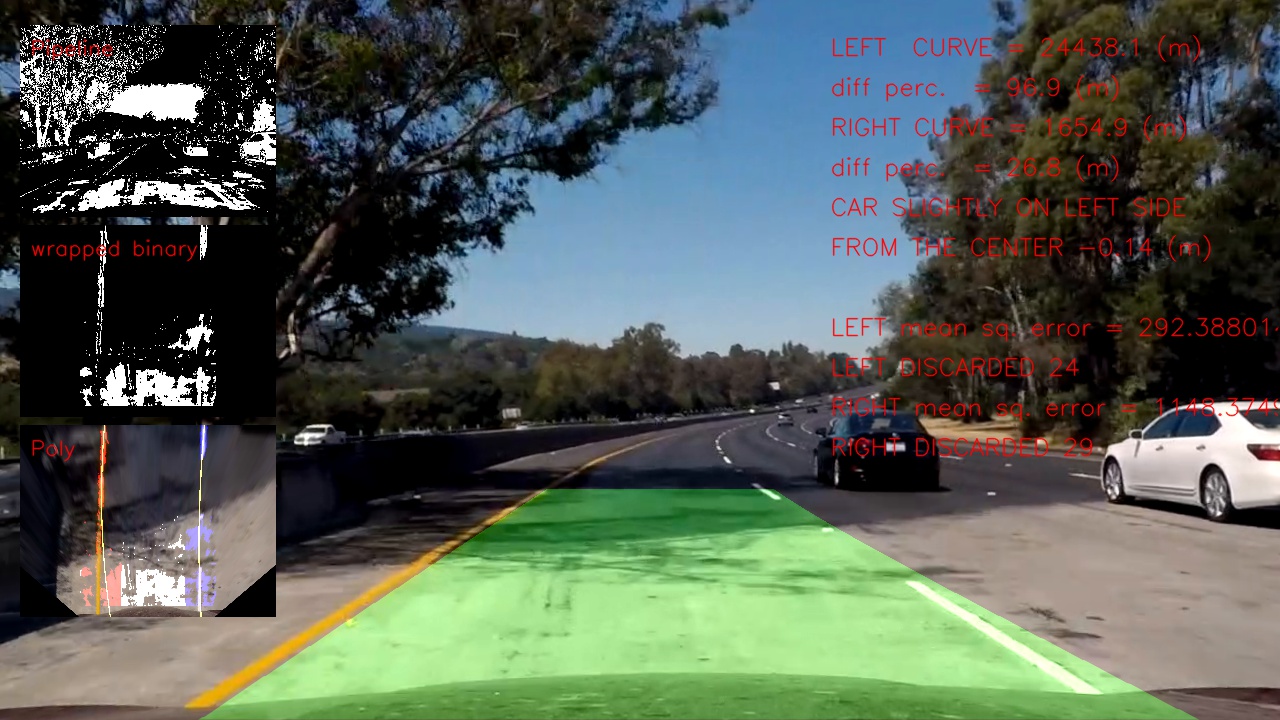 Pipeline
wrapped binary
Poly
LEFT CURVE = 24438.1 (m)
diff perc. = 96.9 (m)
RIGHT CURVE = 1654.9 (m)
diff perc. = 26.8 (m)
CAR SLIGHTLY ON LEFT SIDE
FROM THE CENTER -0.14 (m)
LEFT mean sq. error = 292.38801
LEFT DISCARDED 24
RIGHT mean sq. error = 1148.3749
RIGHT DISCARDED 29